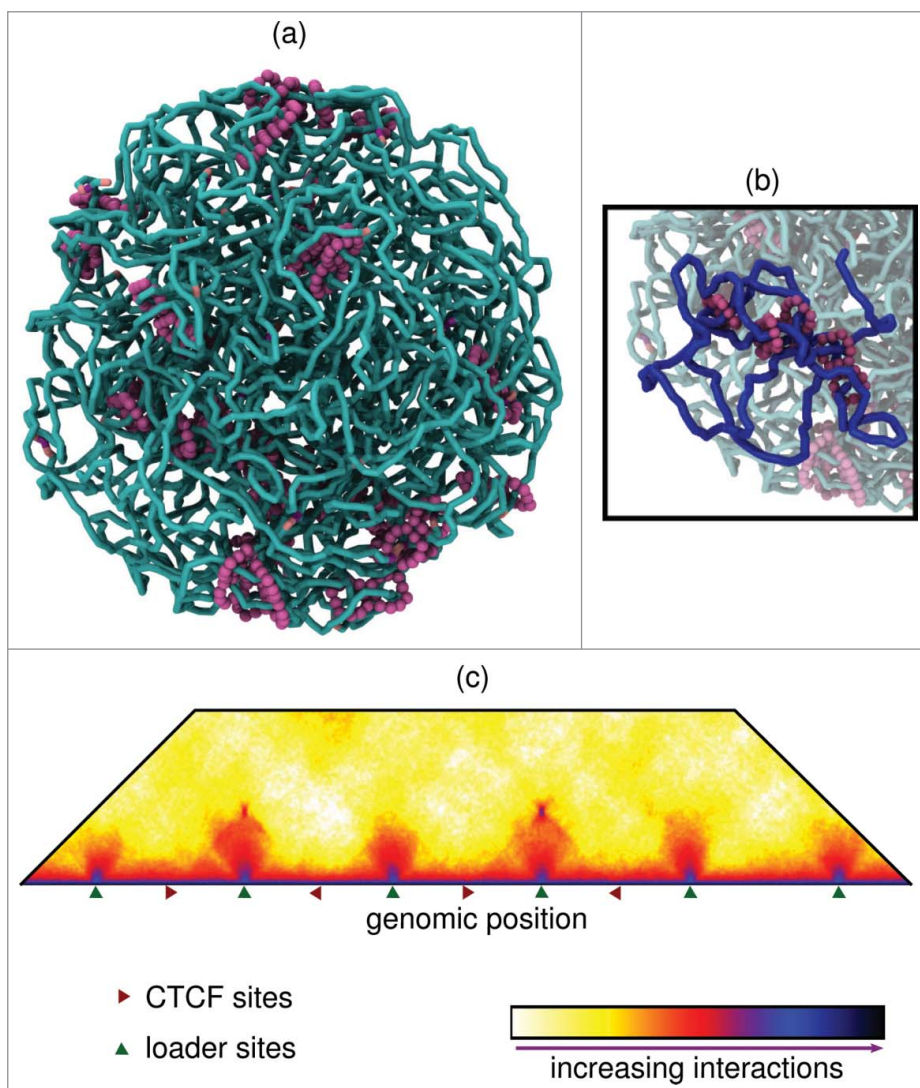 (a)
(b)
(c)
genomic position
CTCF sites
loader sites
increasing interactions